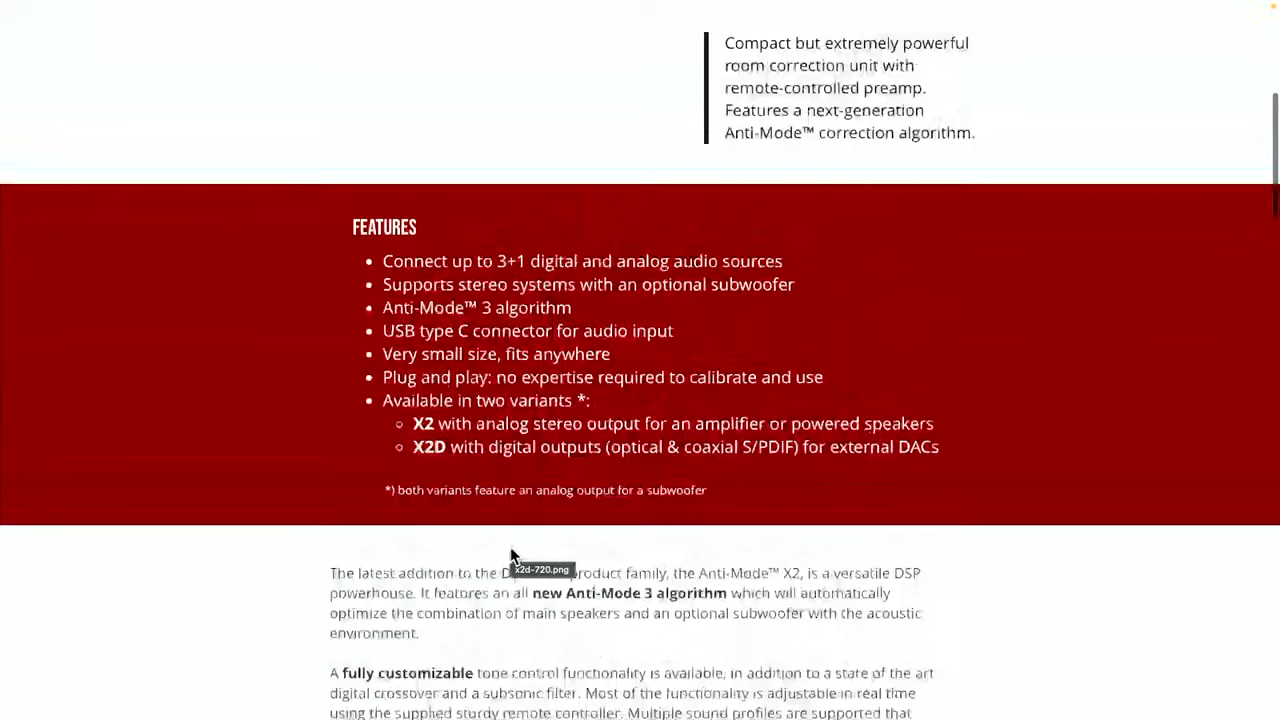 Compact but extremely powerful
room correction unit with
remote-controlled preamp.
Features a next-generation
Anti-Mode™ correction algorithm.
FEATURES
• Connect up to 3+1 digital and analog audio sources
• Supports stereo systems with an optional subwoofer
• Anti-Mode™ 3 algorithm
• USB type C connector for audio input
• Very small size, fits anywhere
• Plug and play: no expertise required to calibrate and use
• Available in two variants *:
◦ X2 with analog stereo output for an amplifier or powered speakers
◦ X2D with digital outputs (optical & coaxial S/PDIF) for external DACs
*) both variants feature an analog output for a subwoofer
x2d-720.png
The latest addition to the product family, the Anti-Mode™ X2, is a versatile DSP
powerhouse. It features an all new Anti-Mode 3 algorithm which will automatically
optimize the combination of main speakers and an optional subwoofer with the acoustic
environment.
A fully customizable tone control functionality is available, in addition to a state of the art
digital crossover and a subsonic filter. Most of the functionality is adjustable in real time
using the supplied sturdy remote controller. Multiple sound profiles are supported that